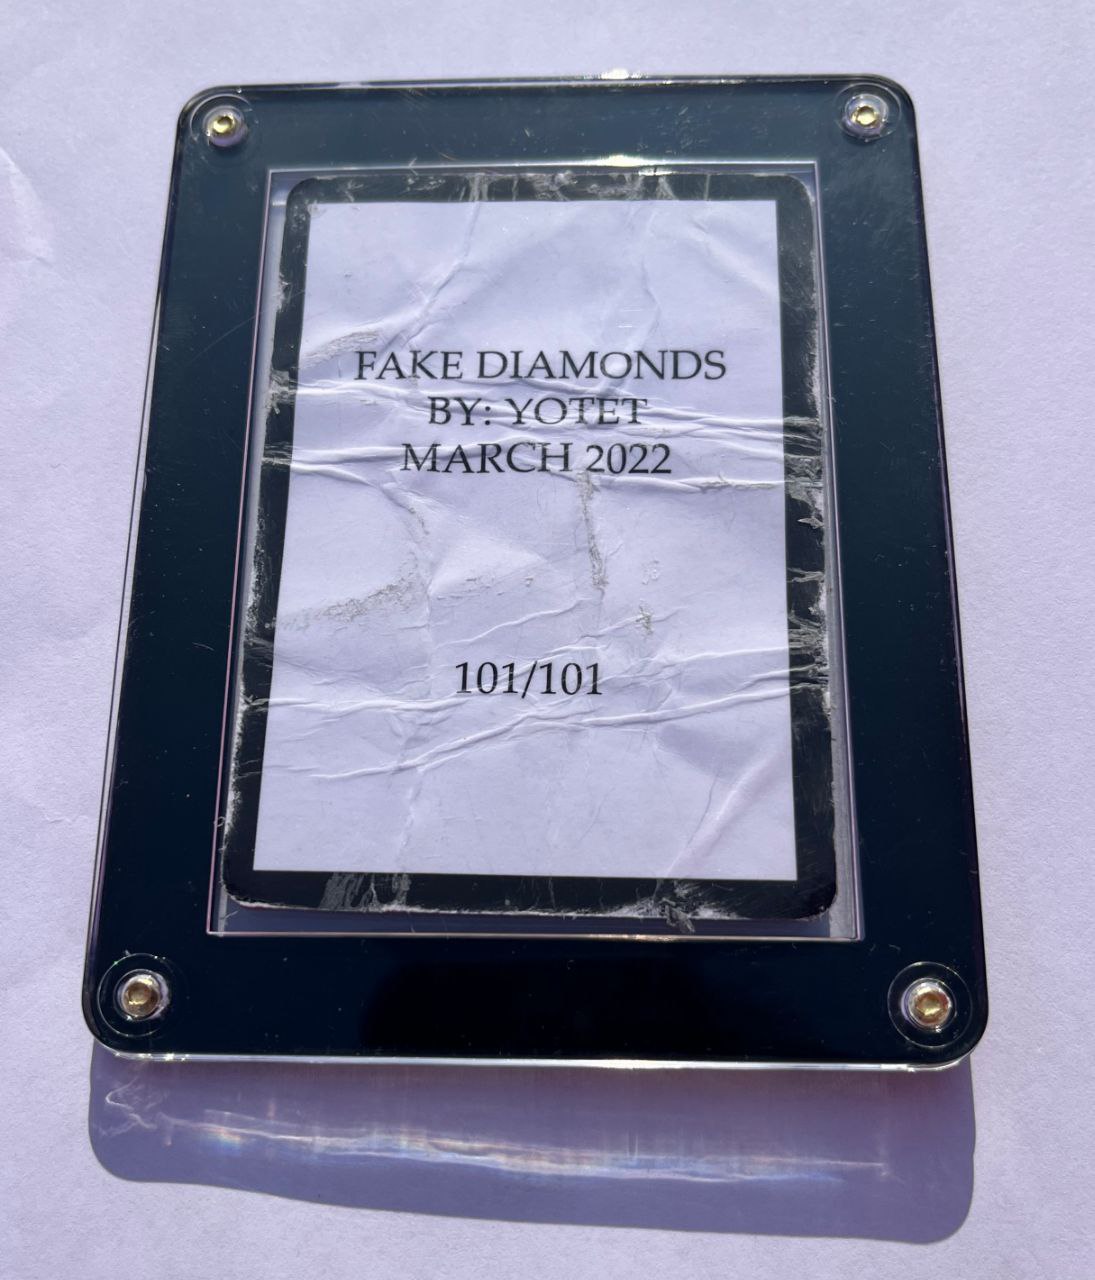 FAKE DIAMONDS
BY: YOTET
MARCH 2022
101/101